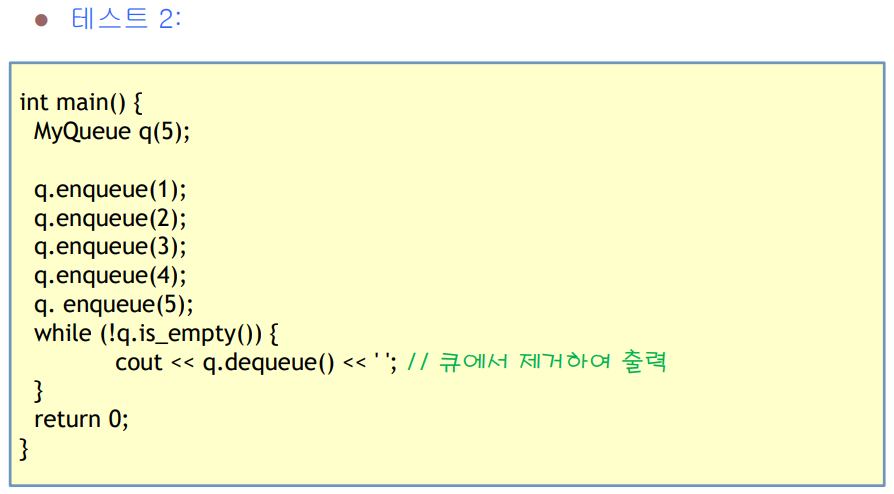 ● 테스트 2:
int main() {
MyQueue q(5);
q.enqueue(1);
q.enqueue(2);
q.enqueue(3);
q.enqueue(4);
q. enqueue(5);
while (!q.is_empty()) {
cout << q.dequeue() << ' '; // 큐에서 제거하여 출력
}
return 0;
}